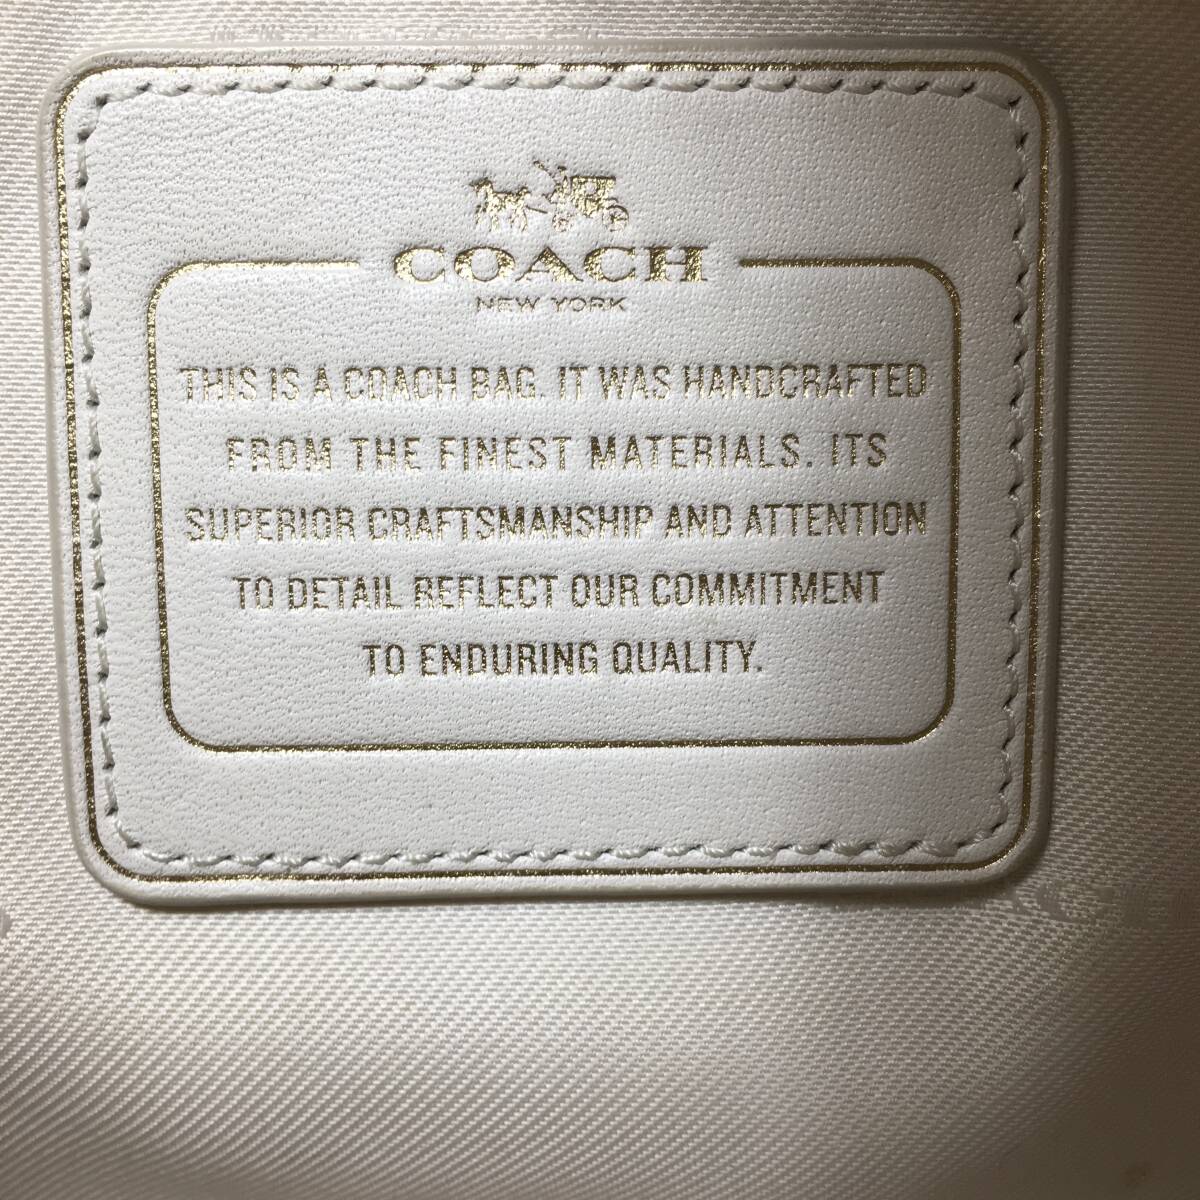 COACH
NEW YORK
THIS IS A COACH BAG. IT WAS HANDCRAFTED
FROM THE FINEST MATERIALS. ITS
SUPERIOR CRAFTSMANSHIP AND ATTENTION
TO DETAIL REFLECT OUR COMMITMENT
TO ENDURING QUALITY.